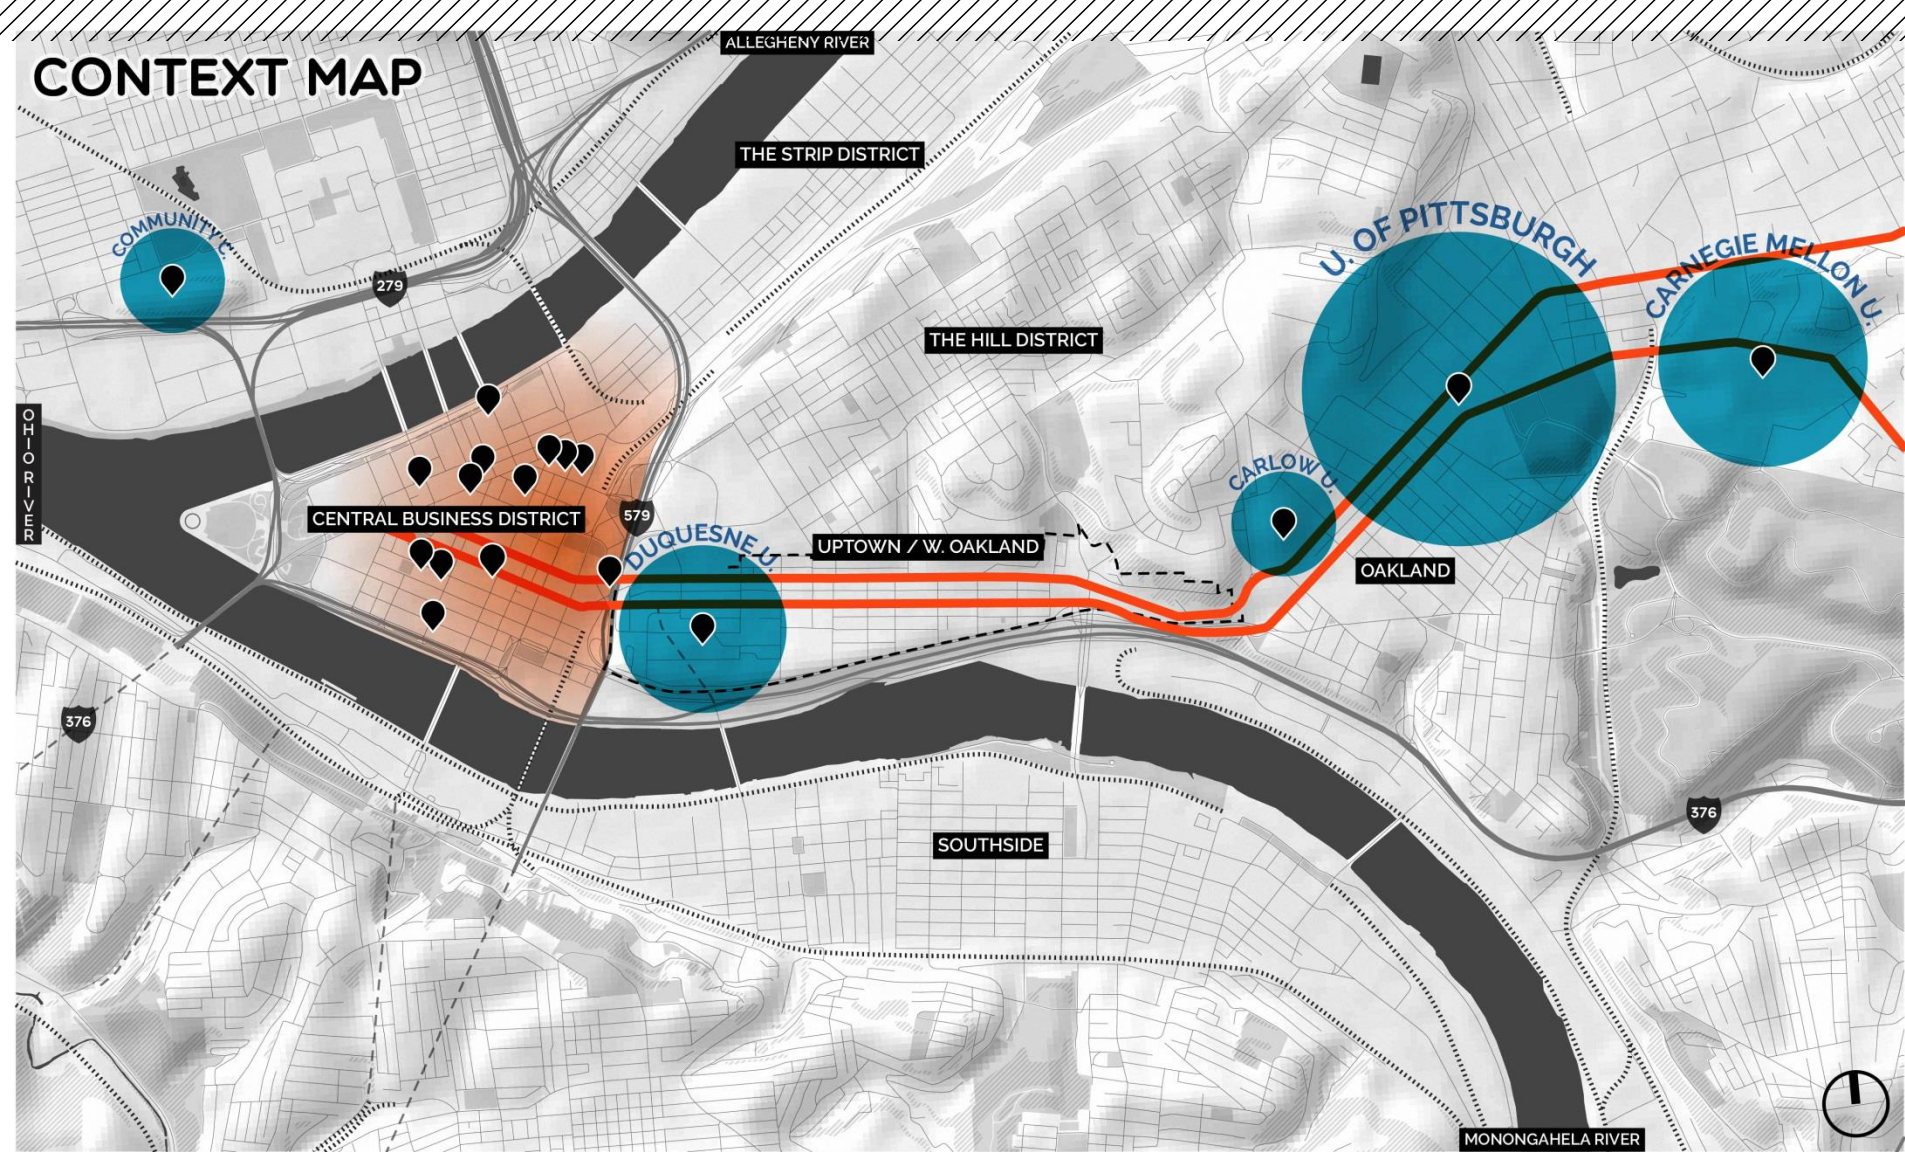 ALLEGHENY RIVER
CONTEXT MAP
THE STRIP DISTRICT
COMMUNITY C.
U. OF PITTSBURGH
CARNEGIE MELLON U.
279
THE HILL DISTRICT
OHIO RIVER
CARLOW U.
CENTRAL BUSINESS DISTRICT
579
DUQUESNE U.
UPTOWN / W. OAKLAND
OAKLAND
376
376
SOUTHSIDE
MONONGAHELA RIVER